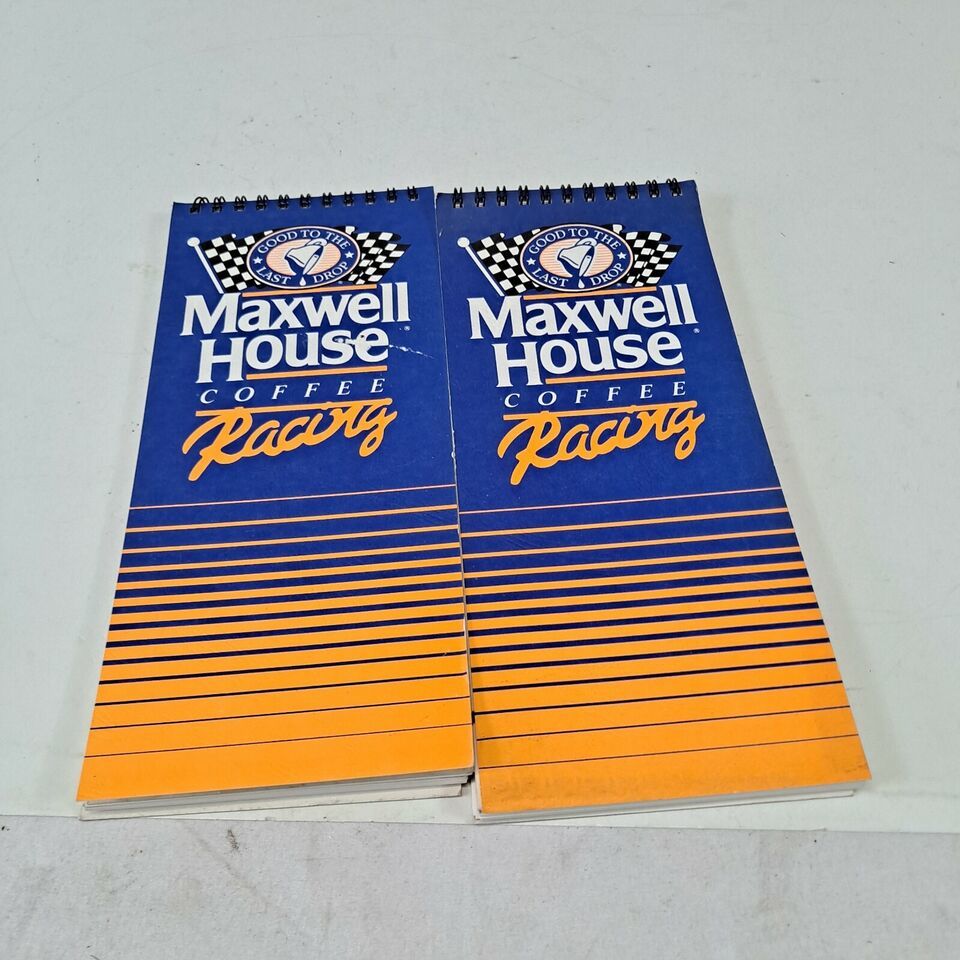 GOOD TO THE
LAST DROP
Maxwell
House®
COFFEE
Racing
GOOD TO THE
LAST DROP
Maxwell®
House
COFFEE
Racing